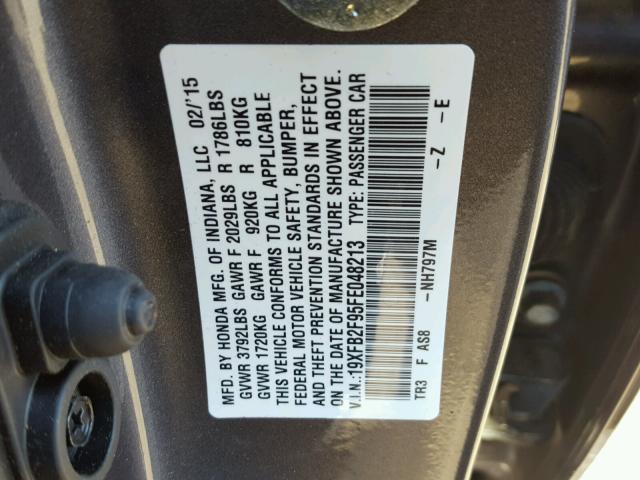 MFD. BY HONDA MFG. OF INDIANA, LLC 02/'15
GVWR 3792LBS GAWR F 2029LBS R 1786LBS
GVWR 1720KG GAWR F 920KG R 810KG
THIS VEHICLE CONFORMS TO ALL APPLICABLE
FEDERAL MOTOR VEHICLE SAFETY, BUMPER,
AND THEFT PREVENTION STANDARDS IN EFFECT
ON THE DATE OF MANUFACTURE SHOWN ABOVE.
V.I.N.:19XFB2F95FE048213 TYPE: PASSENGER CAR
TR3 F AS8 -NH797M -Z -E